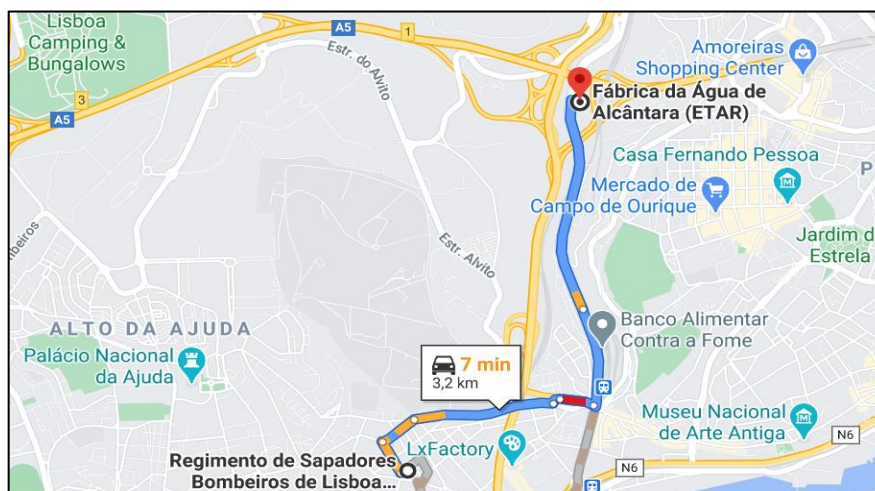 Lisboa
Camping &
Bungalows
A5
1
Estr. do Alvito
Amoreiras
Shopping Center
3
A5
Fábrica da Água de
Alcântara (ETAR)
Casa Fernando Pessoa
P
Mercado de
Campo de Ourique
Jardim d
Estrela
mbeiros
Estr. Alvito
ALTO DA AJUDA
Banco Alimentar
Contra a Fome
Palácio Nacional
da Ajuda
7 min
3,2 km
Museu Nacional
de Arte Antiga
N6
LxFactory
Regimento de Sapadores
Bombeiros de Lisboa...
N6